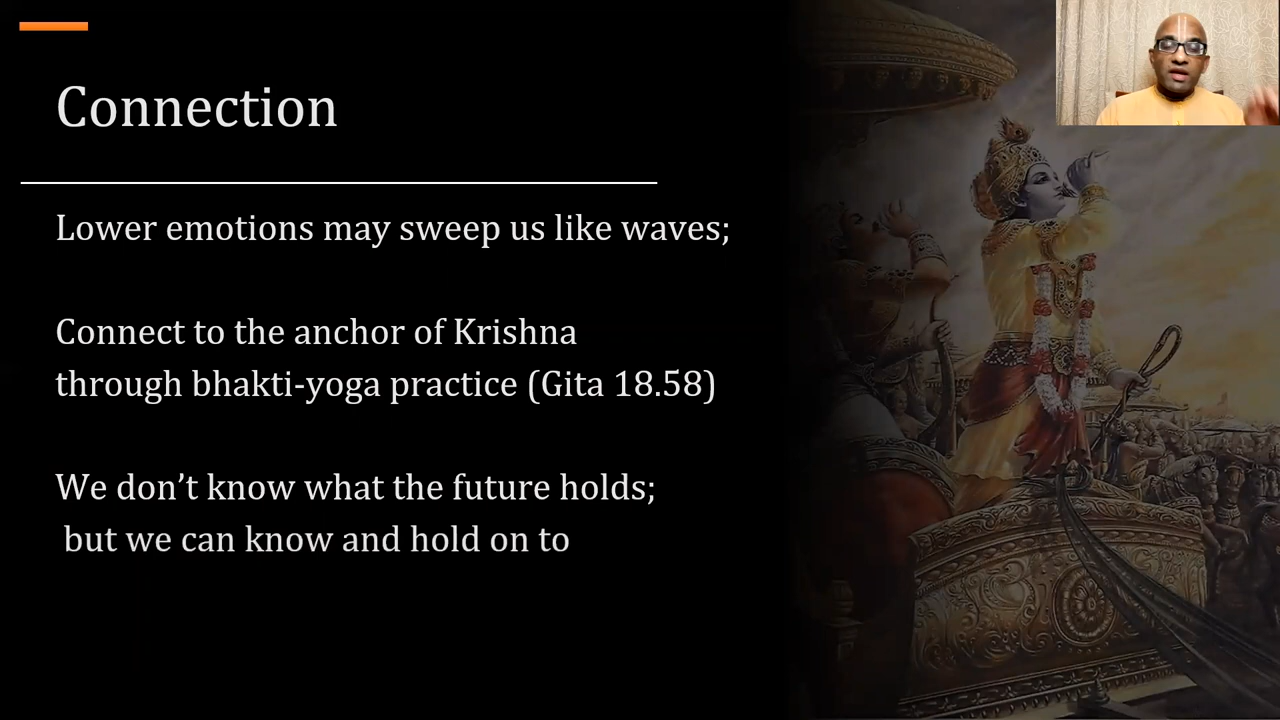 Connection
Lower emotions may sweep us like waves;
Connect to the anchor of Krishna
through bhakti-yoga practice (Gita 18.58)
We don’t know what the future holds;
but we can know and hold on to